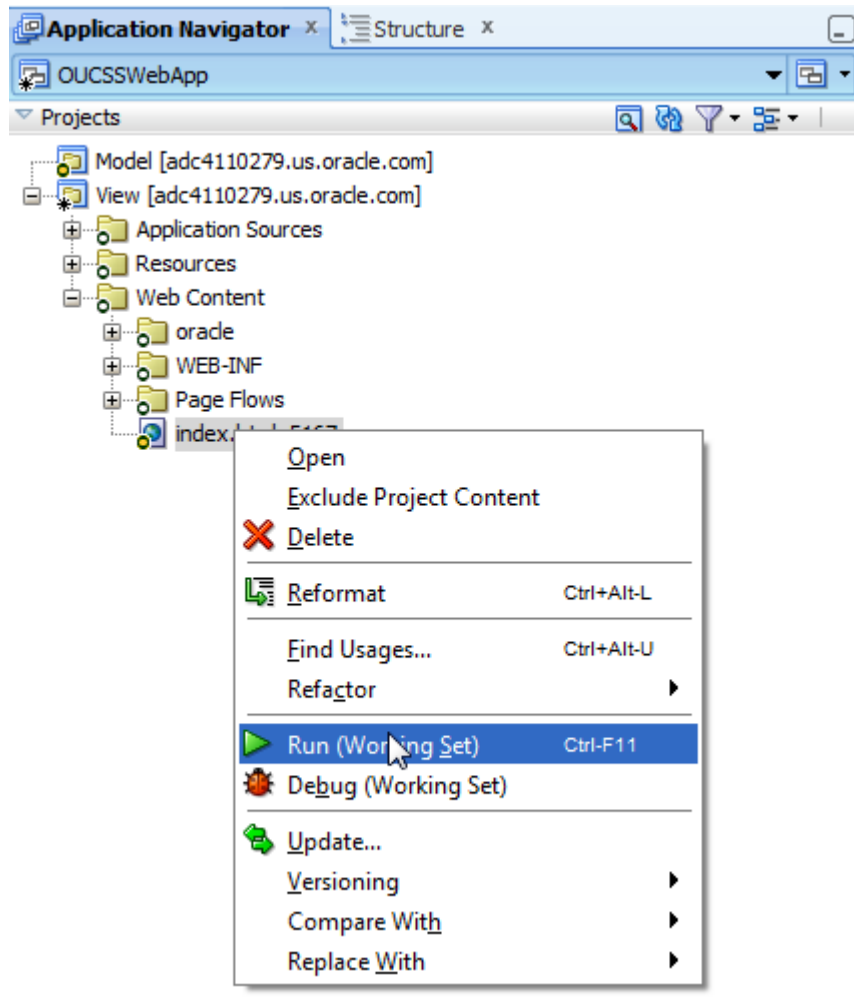 Application Navigator x Structure x
OUCSSWebApp
Projects
Model [adc4110279.us.oracle.com]
View [adc4110279.us.oracle.com]
Application Sources
Resources
Web Content
oracle
WEB-INF
Page Flows
index.
Open
Exclude Project Content
Delete
Reformat Ctrl+Alt-L
Find Usages... Ctrl+Alt-U
Refactor
Run (Working Set) Ctrl-F11
Debug (Working Set)
Update...
Versioning
Compare With
Replace With